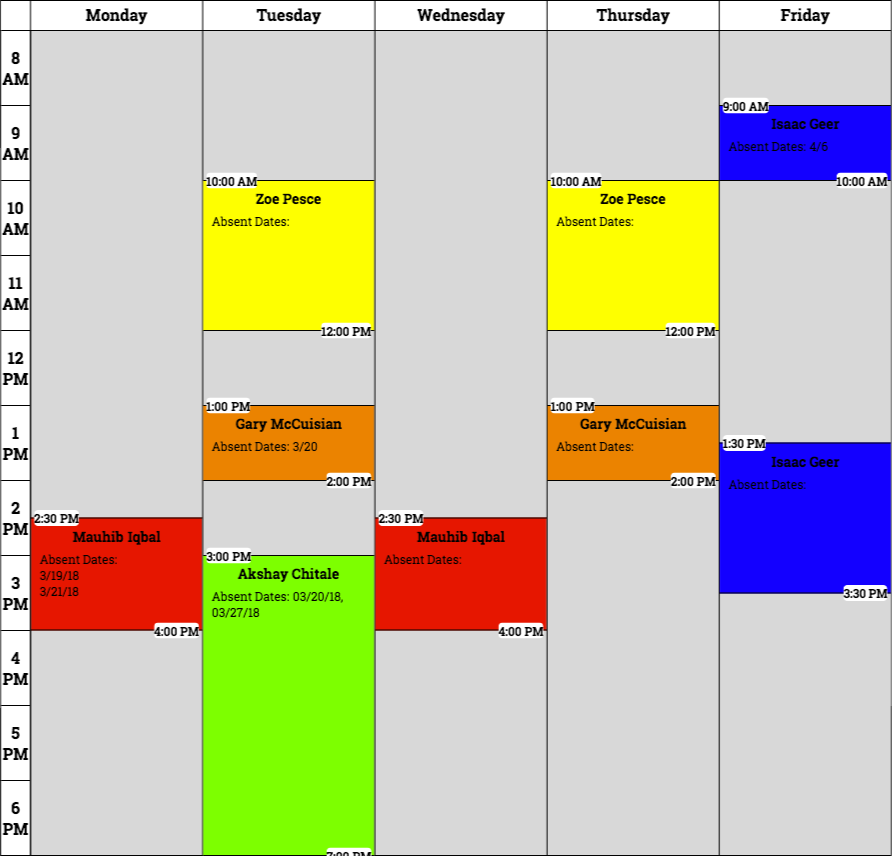 Monday Tuesday Wednesday Thursday Friday
8 AM
9 AM
10 AM
11 AM
12 PM
1 PM
2 PM
3 PM
4 PM
5 PM
6 PM
2:30 PM
Mauhib Iqbal
Absent Dates:
3/19/18
3/21/18
4:00 PM
10:00 AM
Zoe Pesce
Absent Dates:
12:00 PM
1:00 PM
Gary McCuisian
Absent Dates: 3/20
2:00 PM
3:00 PM
Akshay Chitale
Absent Dates: 03/20/18,
03/27/18
7:00 PM
2:30 PM
Mauhib Iqbal
Absent Dates:
4:00 PM
10:00 AM
Zoe Pesce
Absent Dates:
12:00 PM
1:00 PM
Gary McCuisian
Absent Dates:
2:00 PM
9:00 AM
Isaac Geer
Absent Dates: 4/6
10:00 AM
1:30 PM
Isaac Geer
Absent Dates:
3:30 PM